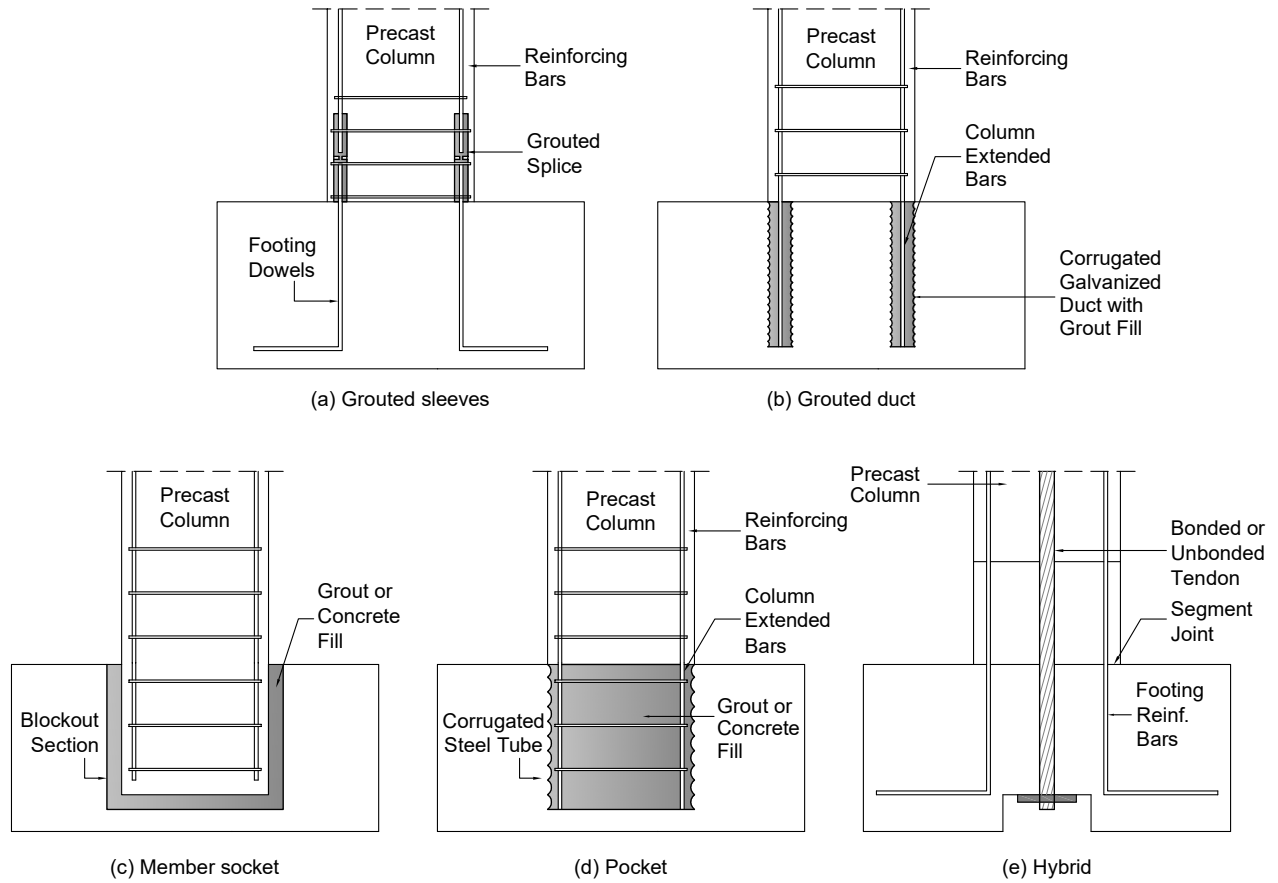 Precast
Column
Reinforcing
Bars
Grouted
Splice
Footing
Dowels
(a) Grouted sleeves
Precast
Column
Reinforcing
Bars
Column
Extended
Bars
Corrugated
Galvanized
Duct with
Grout Fill
(b) Grouted duct
Precast
Column
Grout or
Concrete
Fill
Blockout
Section
(c) Member socket
Precast
Column
Reinforcing
Bars
Column
Extended
Bars
Corrugated
Steel Tube
Grout or
Concrete
Fill
(d) Pocket
Precast
Column
Bonded or
Unbonded
Tendon
Segment
Joint
Footing
Reinf.
Bars
(e) Hybrid